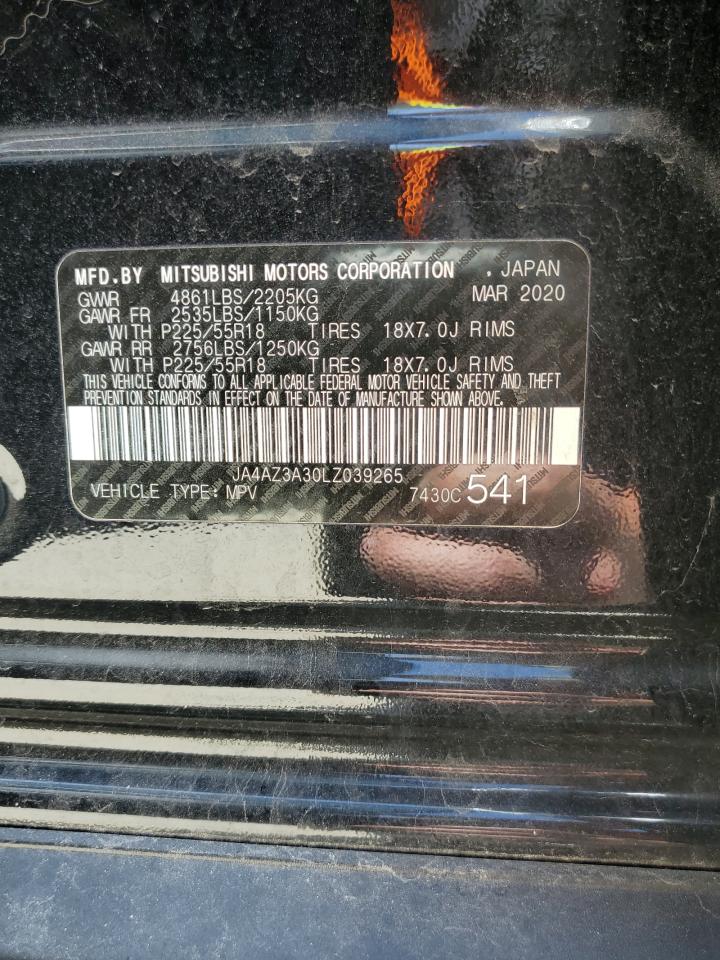 MFD.BY MITSUBISHI MOTORS CORPORATION . JAPAN
GVWR 4861LBS/2205KG MAR 2020
GAWR FR 2535LBS/1150KG
WITH P225/55R18 TIRES 18X7.0J RIMS
GAWR RR 2756LBS/1250KG
WITH P225/55R18 TIRES 18X7.0J RIMS
THIS VEHICLE CONFORMS TO ALL APPLICABLE FEDERAL MOTOR VEHICLE SAFETY AND THEFT
PREVENTION STANDARDS IN EFFECT ON THE DATE OF MANUFACTURE SHOWN ABOVE.
JA4AZ3A30LZ039265
VEHICLE TYPE: MPV 7430C 541